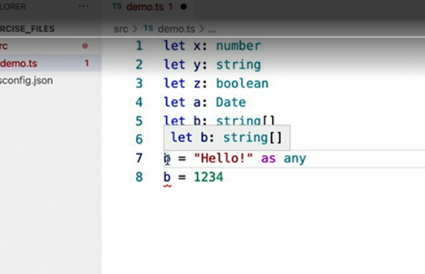 LORER
TS demo.ts 1
src > TS demo.ts > ...
RCISE_FILES
rc
demo.ts 1
sconfig.json
1 let x: number
2 let y: string
3 let z: boolean
4 let a: Date
5 let b: string[]
6
let b: string[]
7 b = "Hello!" as any
8 b = 1234